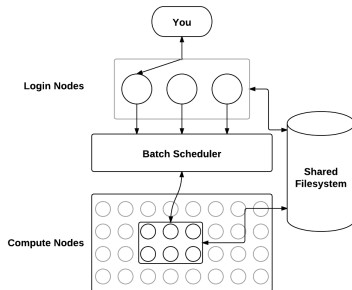 You
Login Nodes
Batch Scheduler
Shared
Filesystem
Compute Nodes